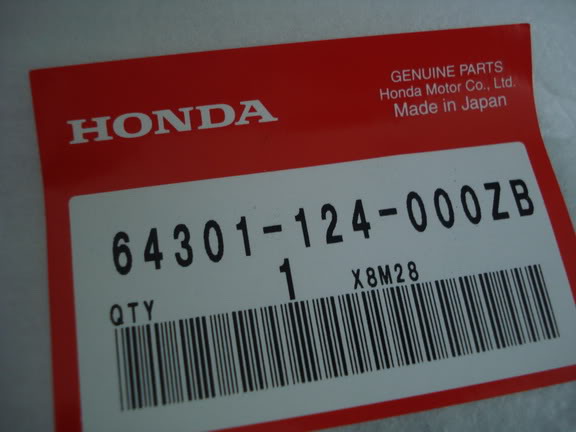 HONDA
GENUINE PARTS
Honda Motor Co., Ltd.
Made in Japan
64301-124-000ZB
QTY 1 X8M28